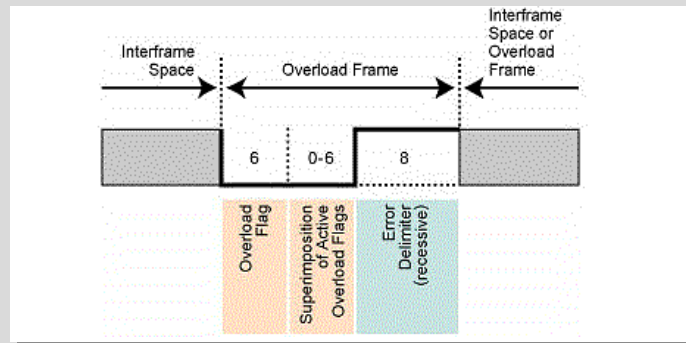 Interframe
Space
Overload Frame
Interframe
Space or
Overload
Frame
6
0-6
8
Overload
Flag
Superimposition
of Active
Overload Flags
Error
Delimiter
(recessive)